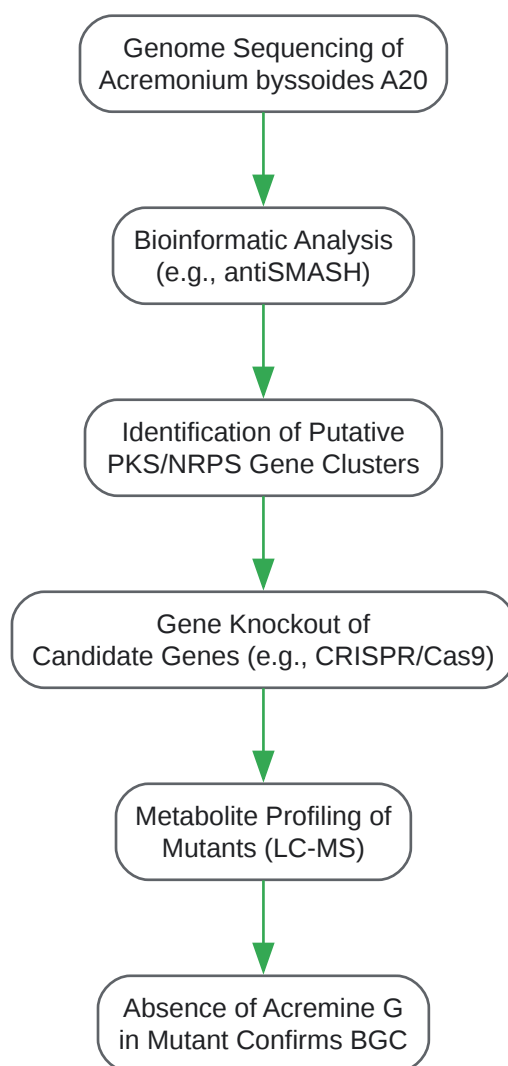 Genome Sequencing of
Acremonium byssoides A20
Bioinformatic Analysis
(e.g., antiSMASH)
Identification of Putative
PKS/NRPS Gene Clusters
Gene Knockout of
Candidate Genes (e.g., CRISPR/Cas9)
Metabolite Profiling of
Mutants (LC-MS)
Absence of Acremine G
in Mutant Confirms BGC